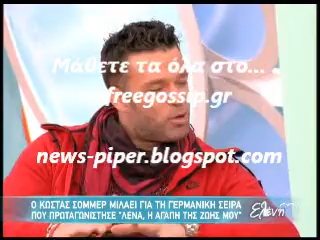 Μάθετε τα όλα στο...
freegossip.gr
news-piper.blogspot.com
Ο ΚΩΣΤΑΣ ΣΟΜΜΕΡ ΜΙΛΑΕΙ ΓΙΑ ΤΗ ΓΕΡΜΑΝΙΚΗ ΣΕΙΡΑ
ΠΟΥ ΠΡΩΤΑΓΩΝΙΣΤΗΣΕ "ΛΕΝΑ, Η ΑΓΑΠΗ ΤΗΣ ΖΩΗΣ ΜΟΥ"
Ελένη